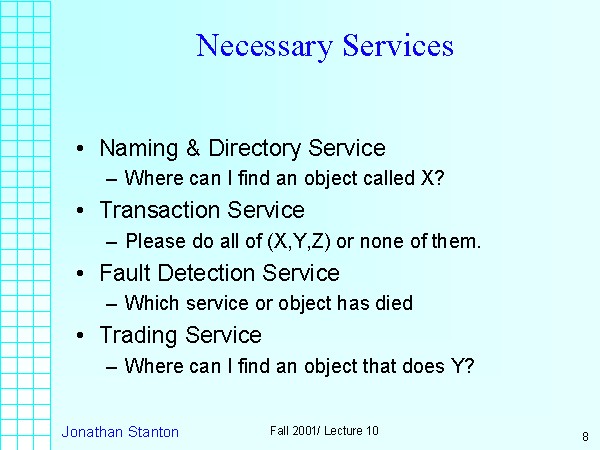 Necessary Services
• Naming & Directory Service
– Where can I find an object called X?
• Transaction Service
– Please do all of (X,Y,Z) or none of them.
• Fault Detection Service
– Which service or object has died
• Trading Service
– Where can I find an object that does Y?
Jonathan Stanton
Fall 2001/ Lecture 10
8